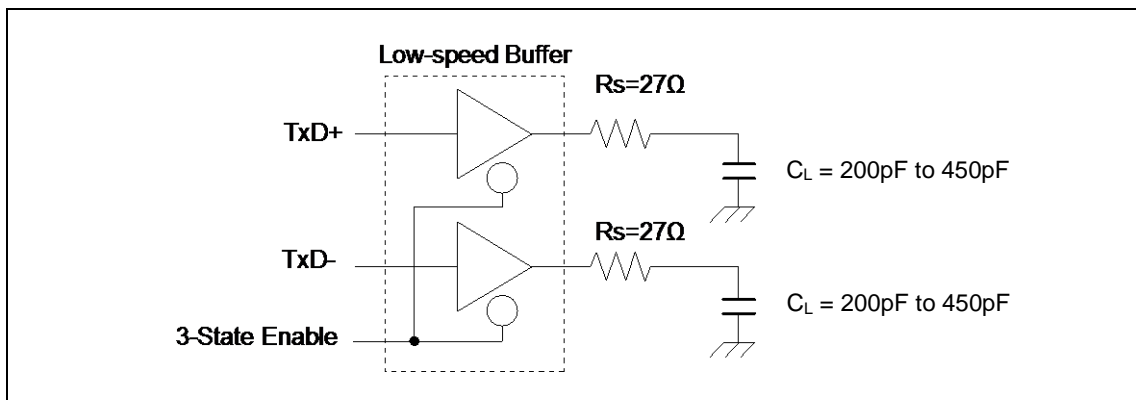 Low-speed Buffer
Rs=27Ω
TxD+
CL = 200pF to 450pF
Rs=27Ω
TxD-
CL = 200pF to 450pF
3-State Enable